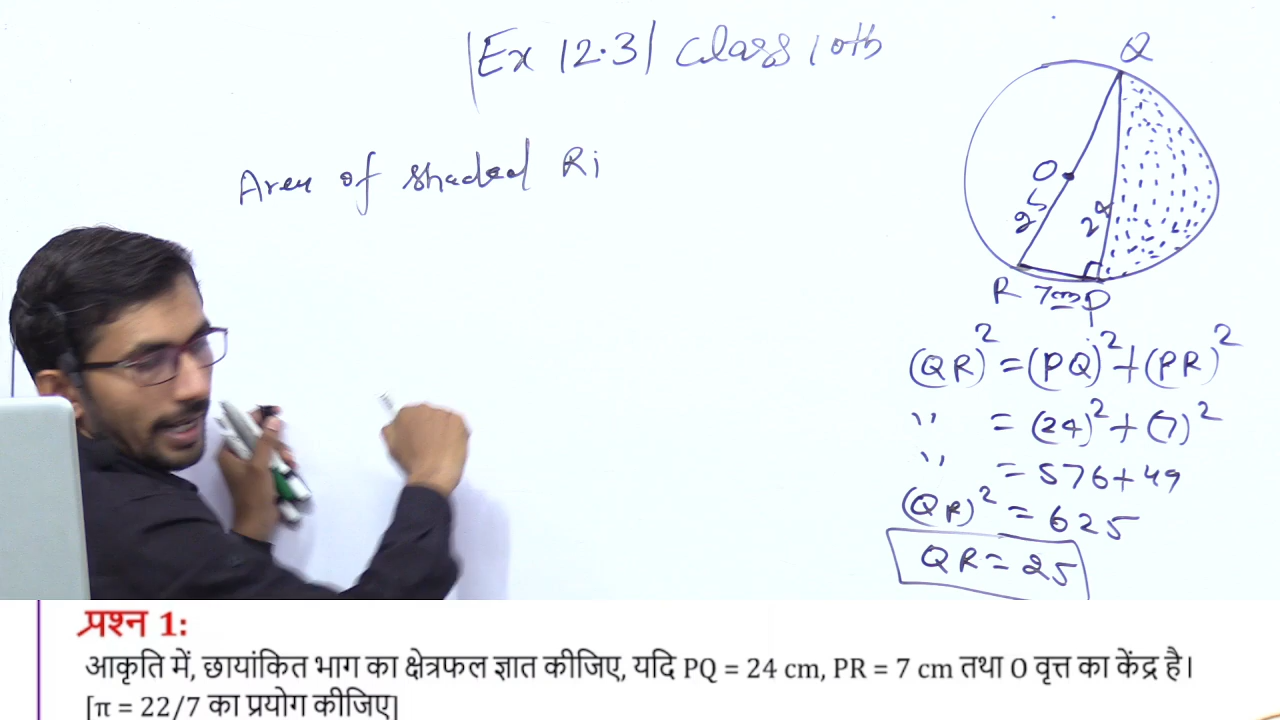 |Ex 12.3| Class 10th
Area of shaded Ri
Q
O
25
24
R 7cm P
(QR)² = (PQ)² + (PR)²
" = (24)² + (7)²
" = 576 + 49
(QR)² = 625
QR = 25
प्रश्न 1:
आकृति में, छायांकित भाग का क्षेत्रफल ज्ञात कीजिए, यदि PQ = 24 cm, PR = 7 cm तथा O वृत्त का केंद्र है।
[π = 22/7 का प्रयोग कीजिए]